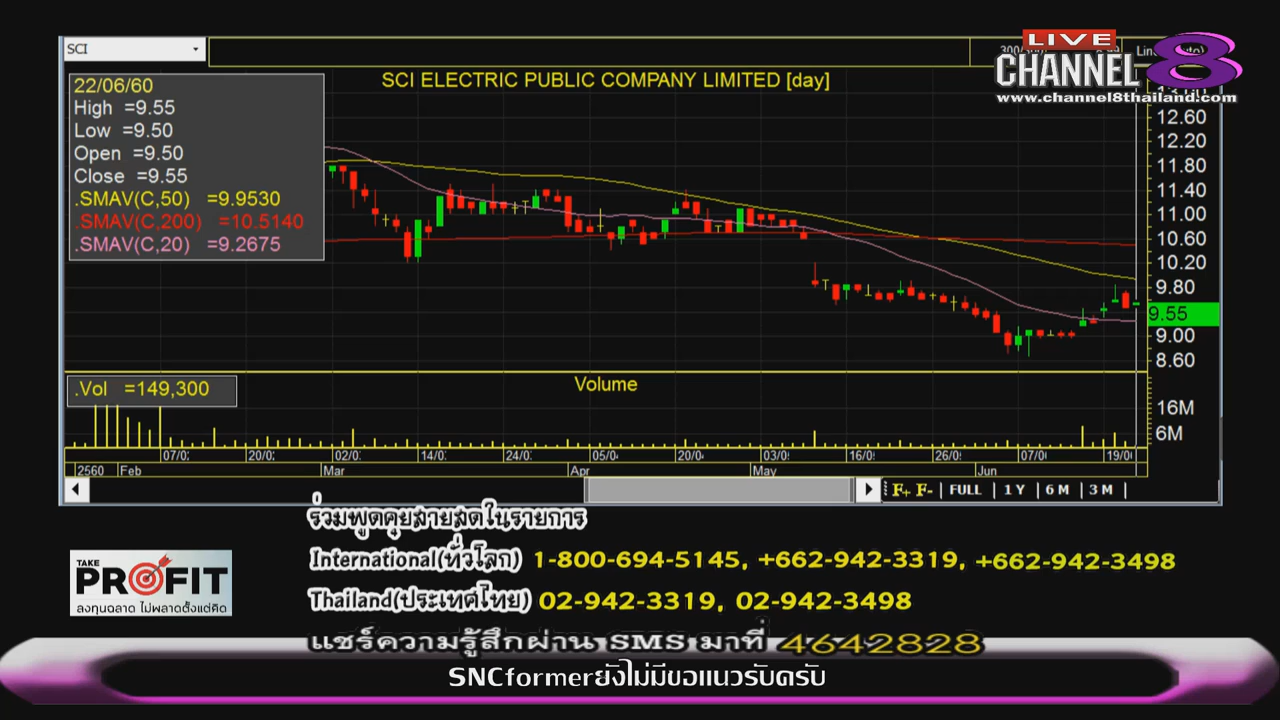 SCI
LIVE
CHANNEL 8
www.channel8thailand.com
SCI ELECTRIC PUBLIC COMPANY LIMITED [day]
22/06/60
High =9.55
Low =9.50
Open =9.50
Close =9.55
.SMAV(C,50) =9.9530
.SMAV(C,200) =10.5140
.SMAV(C,20) =9.2675
12.60
12.20
11.80
11.40
11.00
10.60
10.20
9.80
9.55
9.00
8.60
.Vol =149,300
Volume
16M
6M
07/0 20/0 02/0 14/0 24/0 05/0 20/0 03/0 16/0 26/0 07/0 19/0
2560 Feb Mar Apr May Jun
F+ F- | FULL | 1 Y | 6 M | 3 M |
ร่วมพูดคุยสายสดในรายการ
International(ทั่วโลก) 1-800-694-5145, +662-942-3319, +662-942-3498
Thailand(ประเทศไทย) 02-942-3319, 02-942-3498
แชร์ความรู้สึกผ่าน SMS มาที่ 4642828
TAKE
PROFIT
ลงทุนฉลาด ไม่พลาดตั้งแต่คิด
SNCformerยังไม่มีขอแนวรับครับ